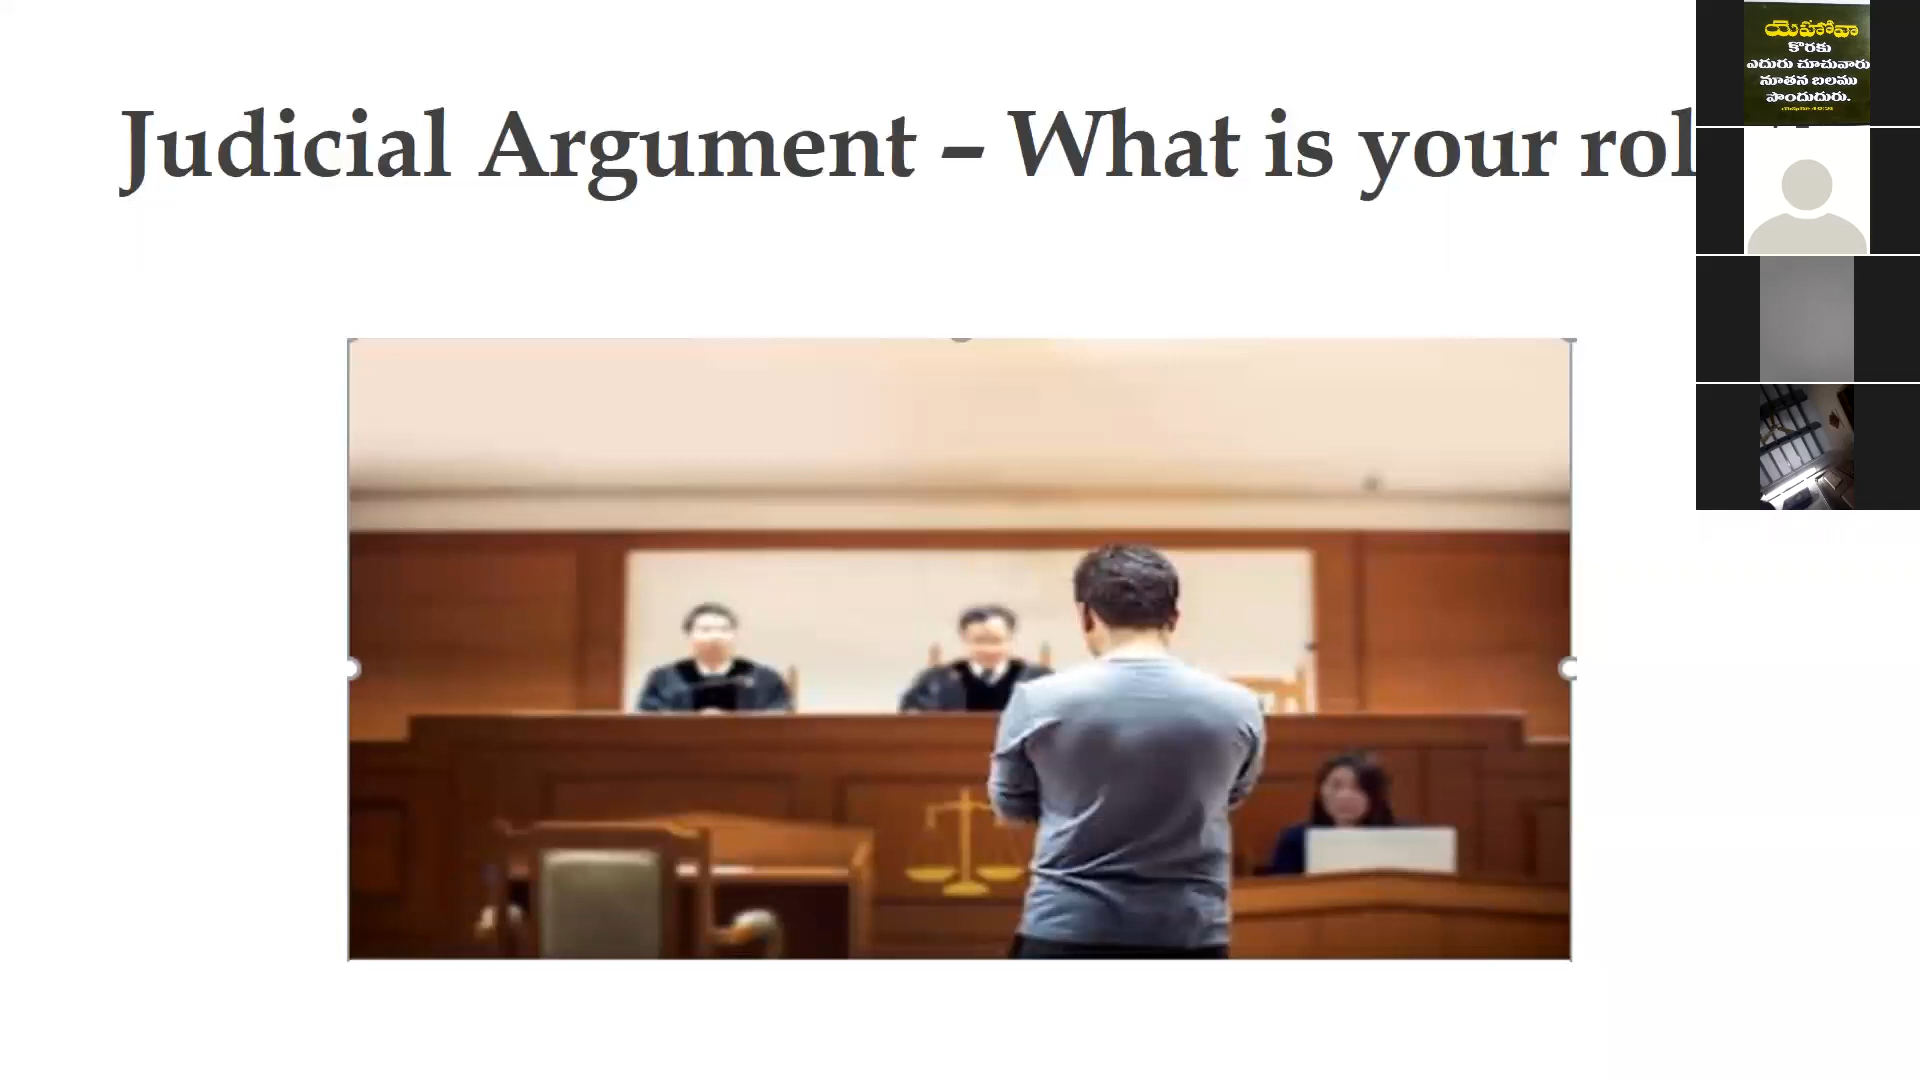 Judicial Argument – What is your rol
యెహోవా
కొరకు
ఎదురు చూచువారు
నూతన బలము
పొందుదురు.